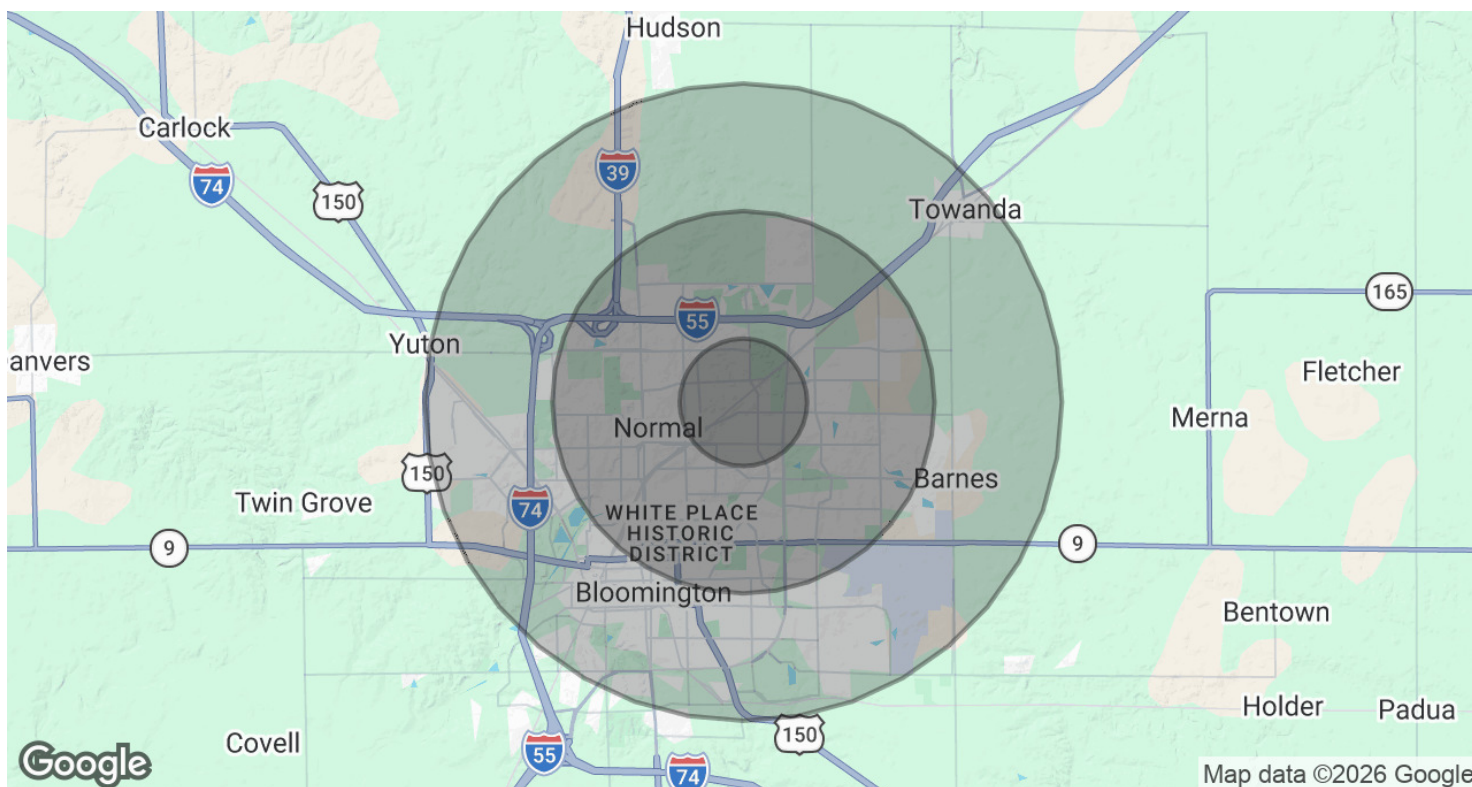 Hudson
Carlock
74
150
39
Towanda
165
55
Yuton
anvers
Fletcher
Merna
Normal
150
Barnes
Twin Grove
74
WHITE PLACE
HISTORIC
DISTRICT
9
9
Bloomington
Bentown
Holder
Padua
Covell
150
55
74
Google
Map data ©2026 Google